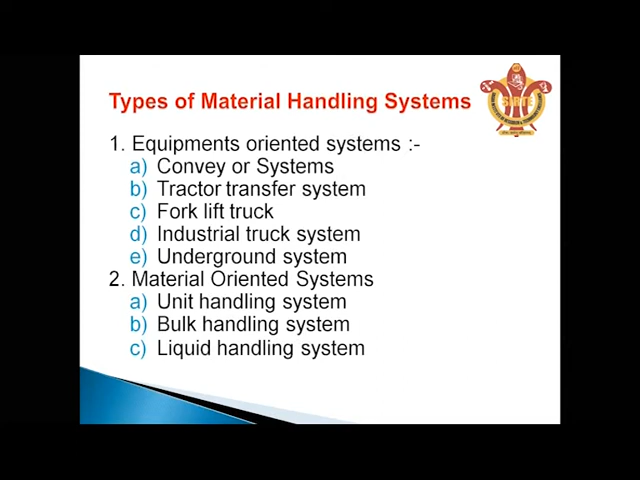 Types of Material Handling Systems
1. Equipments oriented systems :-
a) Convey or Systems
b) Tractor transfer system
c) Fork lift truck
d) Industrial truck system
e) Underground system
2. Material Oriented Systems
a) Unit handling system
b) Bulk handling system
c) Liquid handling system